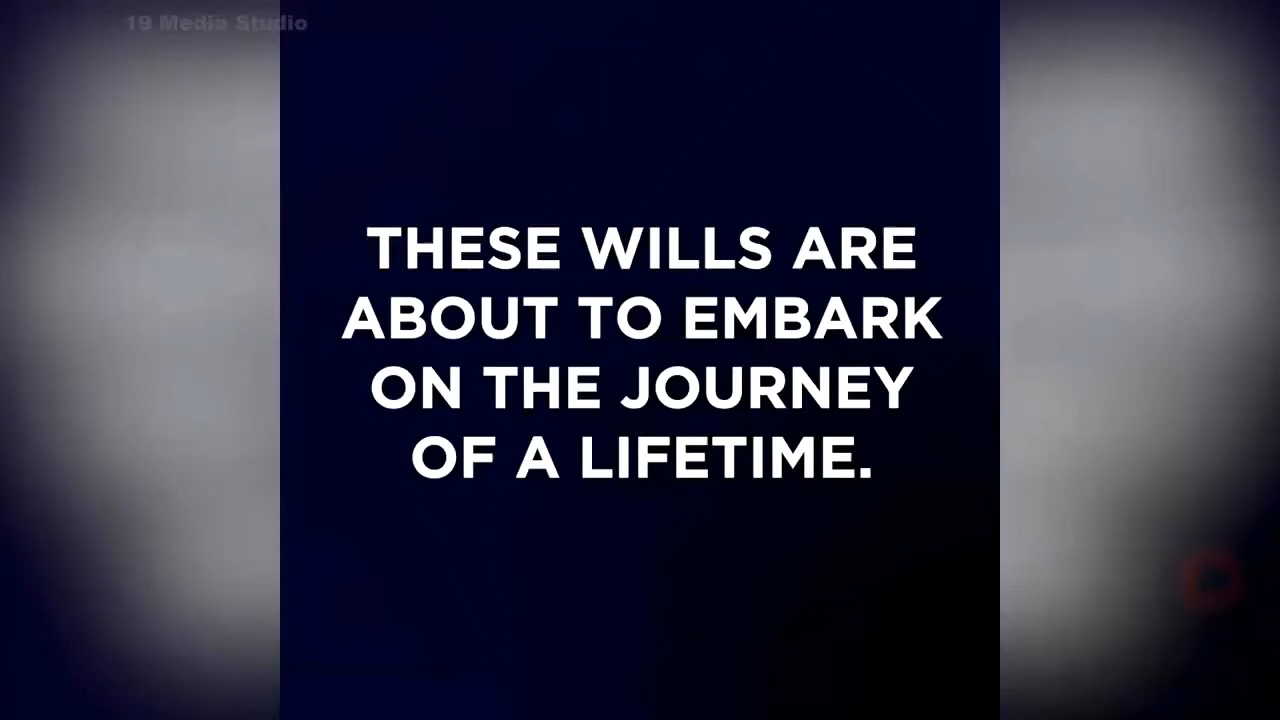 19 Media Studio
THESE WILLS ARE
ABOUT TO EMBARK
ON THE JOURNEY
OF A LIFETIME.